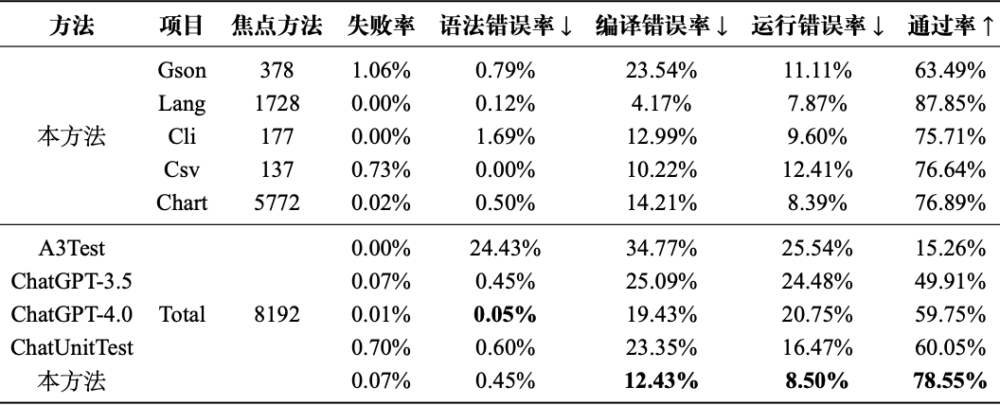 方法 项目 焦点方法 失败率 语法错误率↓ 编译错误率↓ 运行错误率↓ 通过率↑
Gson 378 1.06% 0.79% 23.54% 11.11% 63.49%
Lang 1728 0.00% 0.12% 4.17% 7.87% 87.85%
本方法 Cli 177 0.00% 1.69% 12.99% 9.60% 75.71%
Csv 137 0.73% 0.00% 10.22% 12.41% 76.64%
Chart 5772 0.02% 0.50% 14.21% 8.39% 76.89%
A3Test 0.00% 24.43% 34.77% 25.54% 15.26%
ChatGPT-3.5 0.07% 0.45% 25.09% 24.48% 49.91%
ChatGPT-4.0 Total 8192 0.01% 0.05% 19.43% 20.75% 59.75%
ChatUnitTest 0.70% 0.60% 23.35% 16.47% 60.05%
本方法 0.07% 0.45% 12.43% 8.50% 78.55%